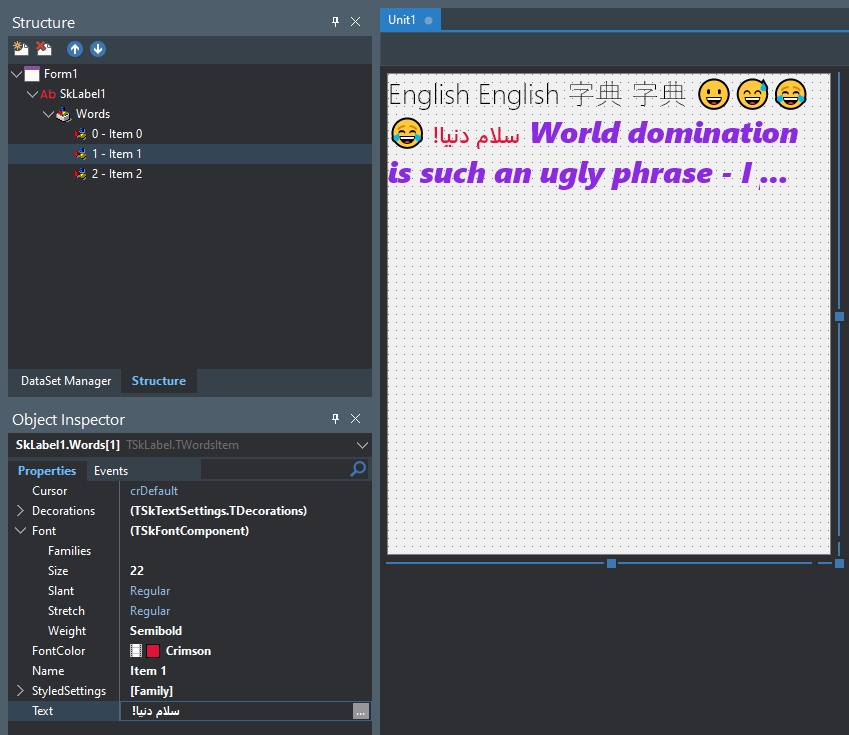 Structure
Form1
Ab SkLabel1
Words
0 - Item 0
1 - Item 1
2 - Item 2
DataSet Manager Structure
Object Inspector
SkLabel1.Words[1] TSkLabel.TWordsItem
Properties Events
Cursor crDefault
Decorations (TSkTextSettings.TDecorations)
Font (TSkFontComponent)
Families
Size 22
Slant Regular
Stretch Regular
Weight Semibold
FontColor Crimson
Name Item 1
StyledSettings [Family]
Text سلام دنیا!
...
Unit1
English English 字典 字典 😀😅😂
😂 سلام دنیا! World domination
is such an ugly phrase - I ...